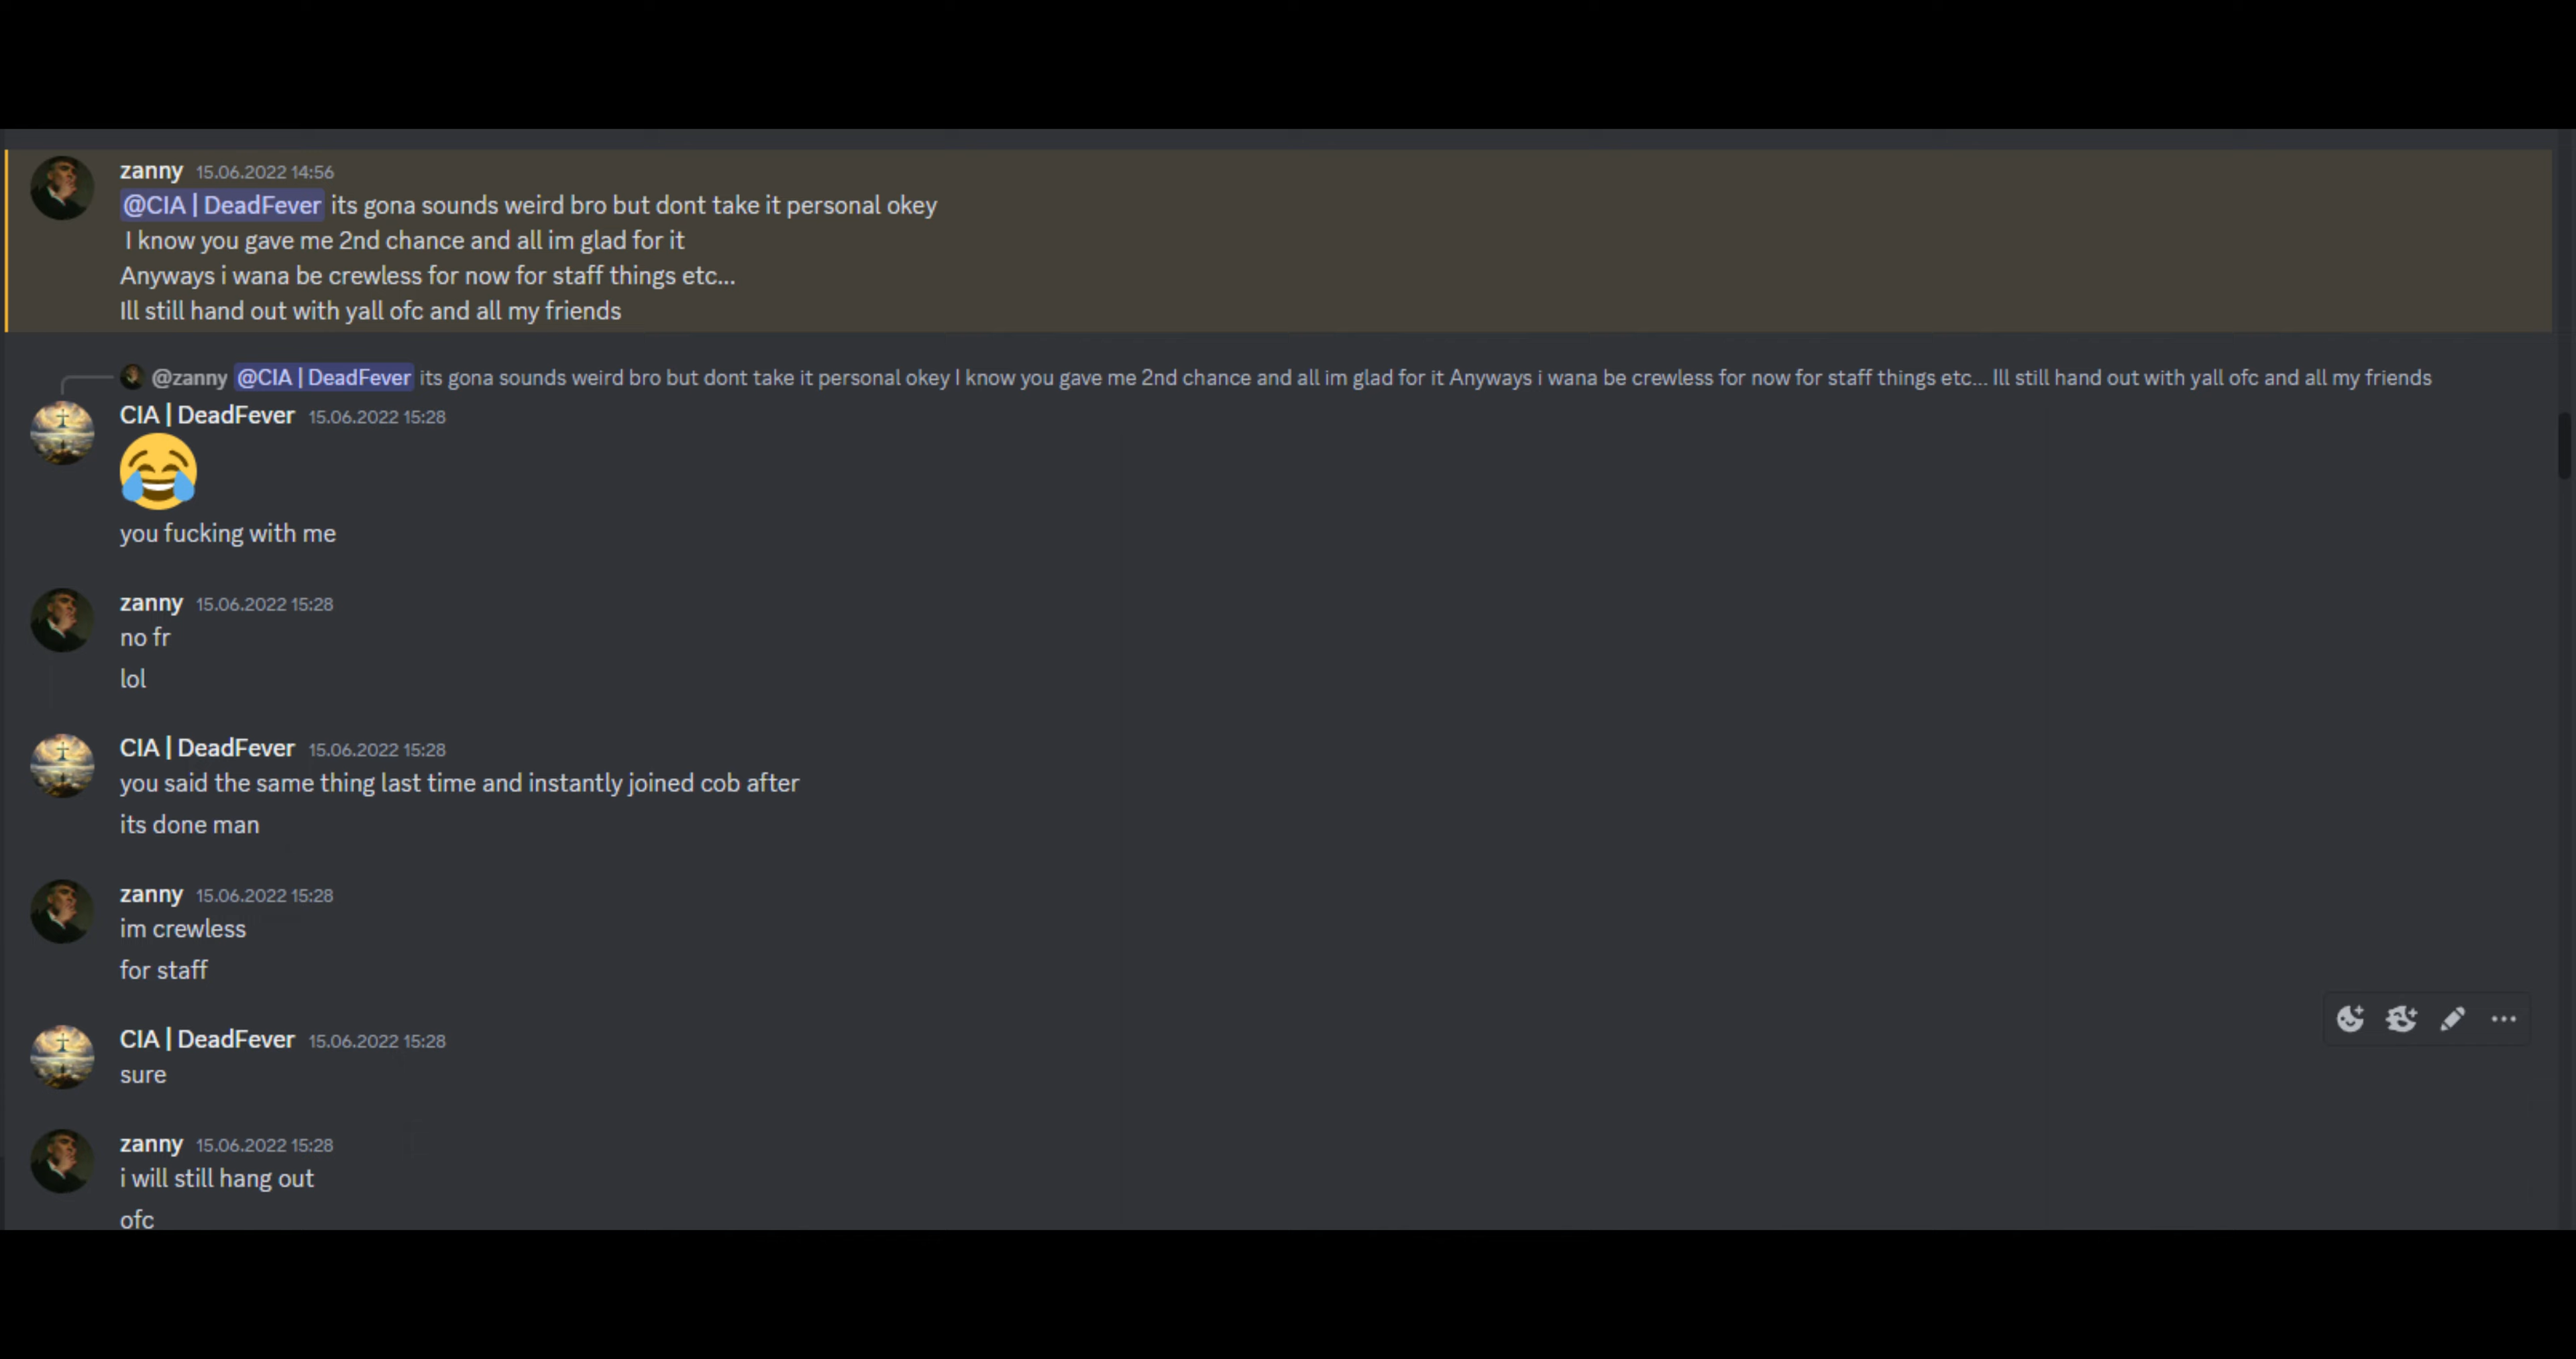 zanny 15.06.2022 14:56
@CIA | DeadFever its gona sounds weird bro but dont take it personal okey
I know you gave me 2nd chance and all im glad for it
Anyways i wana be crewless for now for staff things etc...
Ill still hand out with yall ofc and all my friends
@zanny @CIA | DeadFever its gona sounds weird bro but dont take it personal okey I know you gave me 2nd chance and all im glad for it Anyways i wana be crewless for now for staff things etc... Ill still hand out with yall ofc and all my friends
CIA | DeadFever 15.06.2022 15:28
you fucking with me
zanny 15.06.2022 15:28
no fr
lol
CIA | DeadFever 15.06.2022 15:28
you said the same thing last time and instantly joined cob after
its done man
zanny 15.06.2022 15:28
im crewless
for staff
CIA | DeadFever 15.06.2022 15:28
sure
zanny 15.06.2022 15:28
i will still hang out
ofc